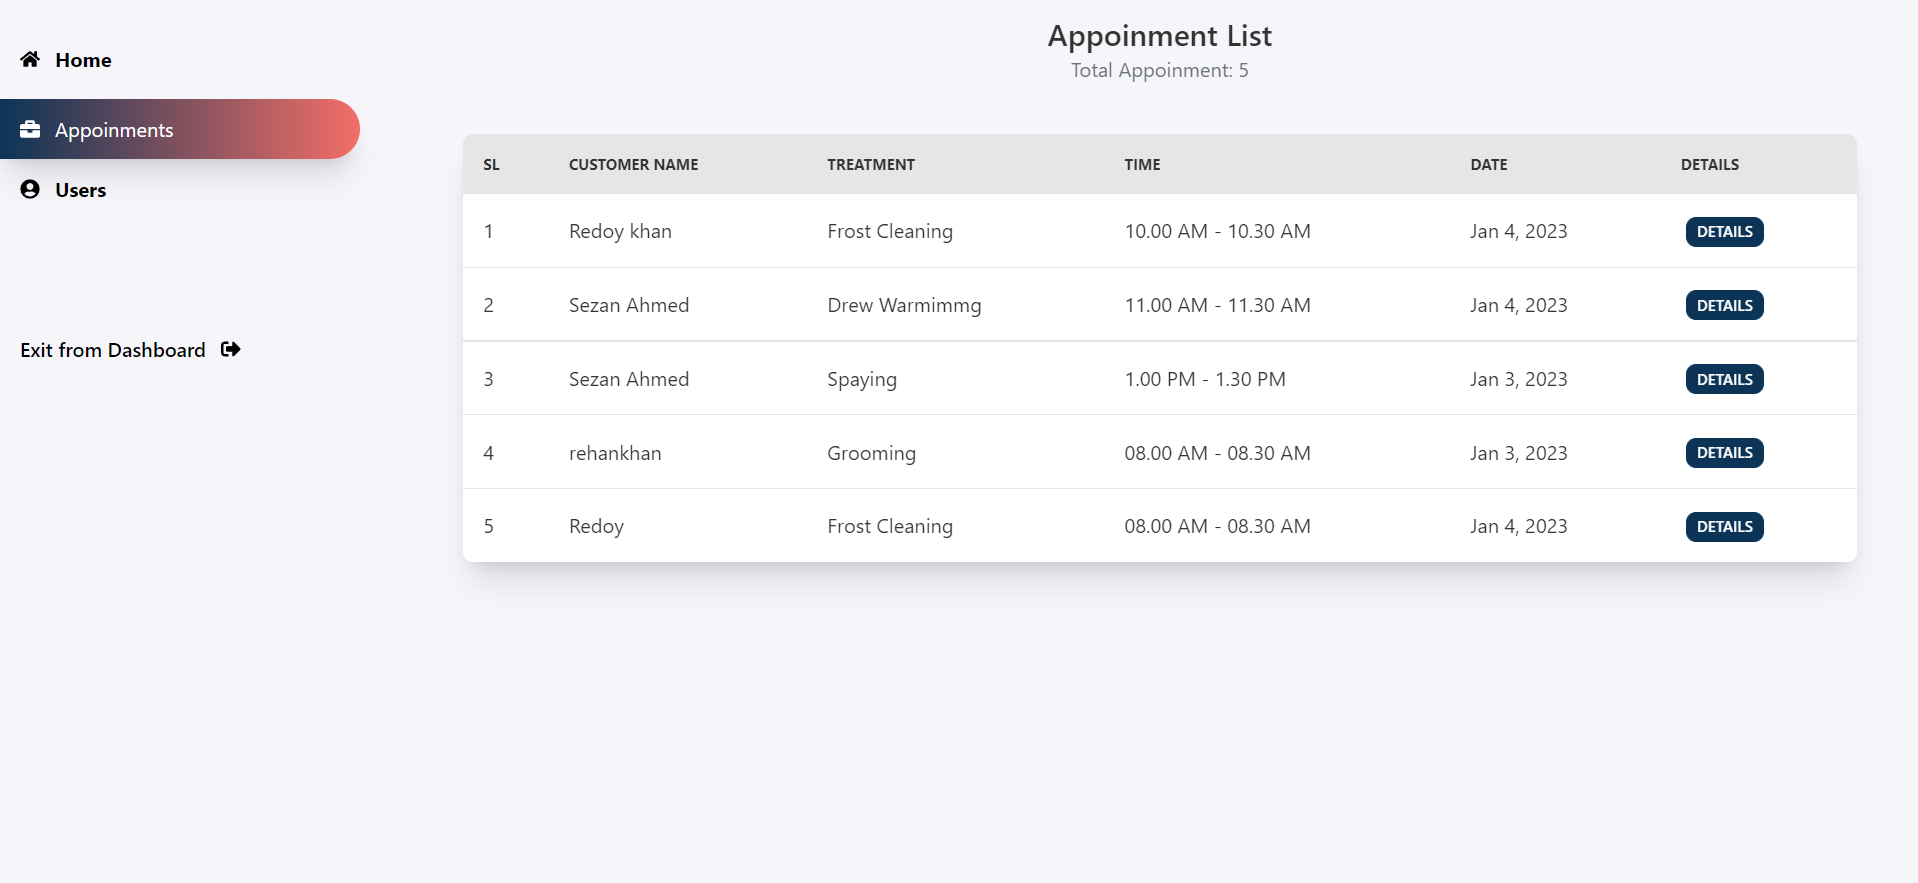 Home
Appoinments
Users
Exit from Dashboard
Appoinment List
Total Appoinment: 5
SL CUSTOMER NAME TREATMENT TIME DATE DETAILS
1 Redoy khan Frost Cleaning 10.00 AM - 10.30 AM Jan 4, 2023 DETAILS
2 Sezan Ahmed Drew Warmimmg 11.00 AM - 11.30 AM Jan 4, 2023 DETAILS
3 Sezan Ahmed Spaying 1.00 PM - 1.30 PM Jan 3, 2023 DETAILS
4 rehankhan Grooming 08.00 AM - 08.30 AM Jan 3, 2023 DETAILS
5 Redoy Frost Cleaning 08.00 AM - 08.30 AM Jan 4, 2023 DETAILS